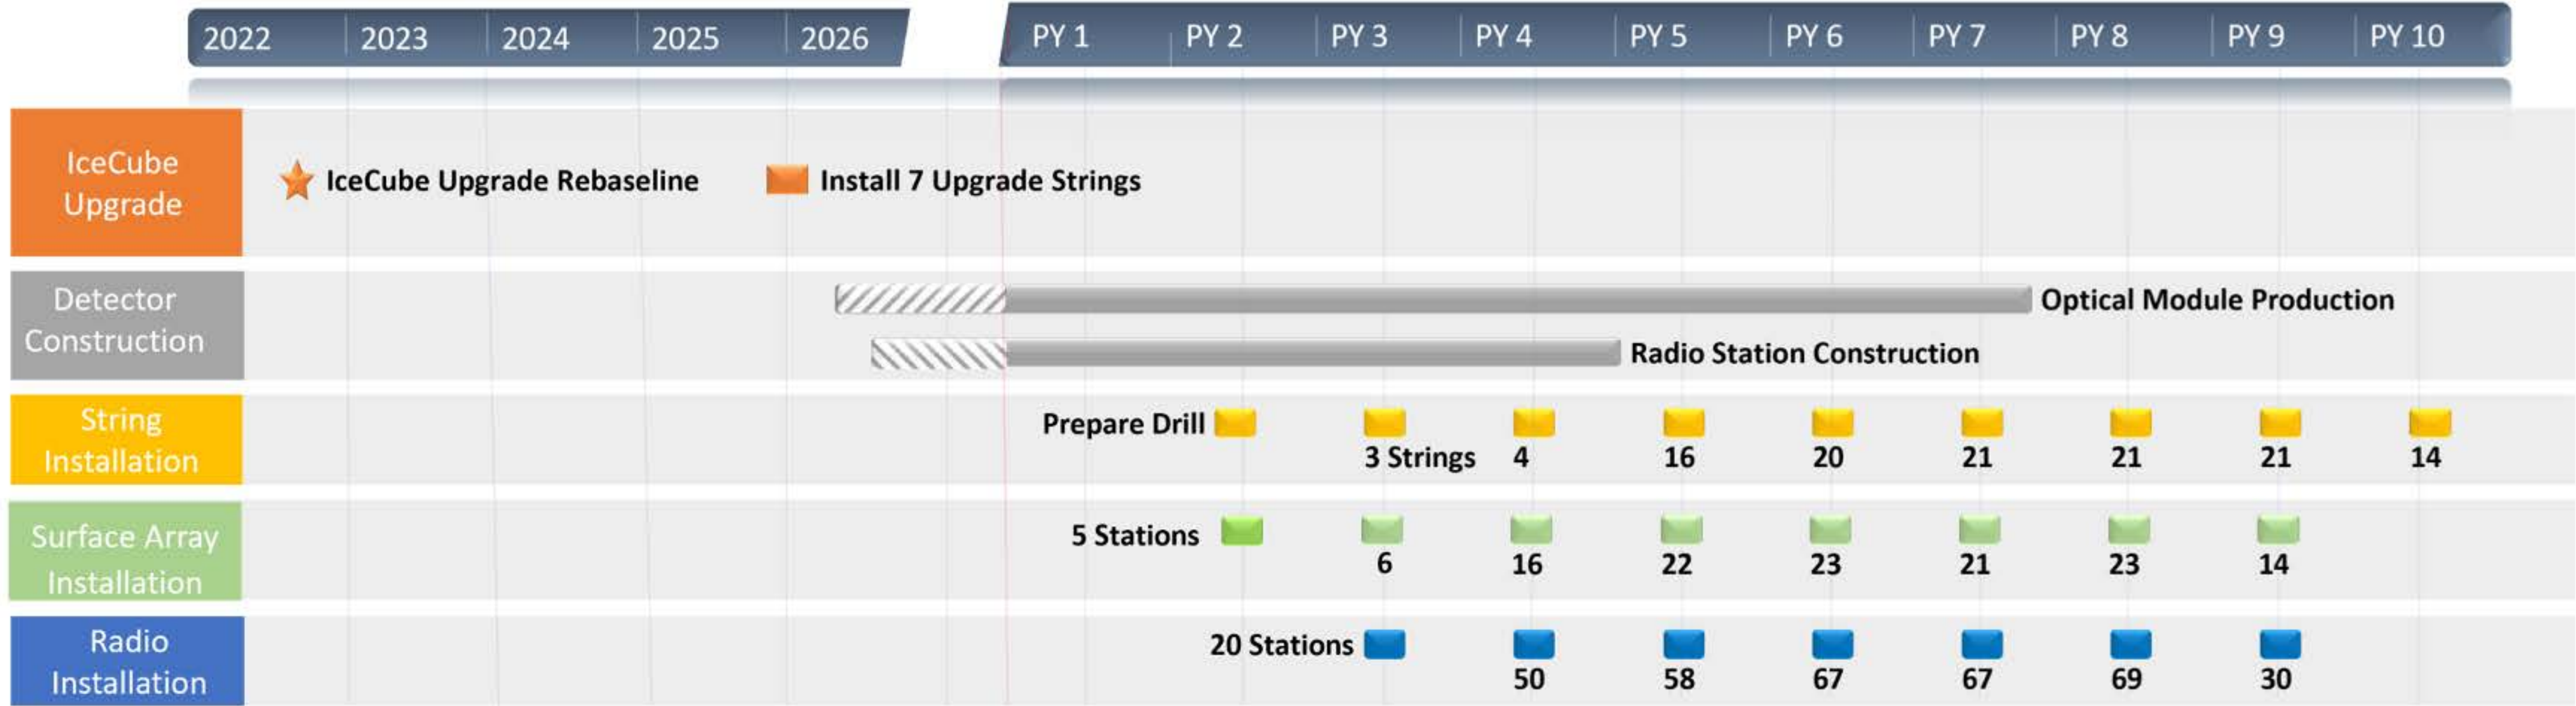 2022 2023 2024 2025 2026 PY 1 PY 2 PY 3 PY 4 PY 5 PY 6 PY 7 PY 8 PY 9 PY 10
IceCube
Upgrade
IceCube Upgrade Rebaseline
Install 7 Upgrade Strings
Detector
Construction
Optical Module Production
Radio Station Construction
String
Installation
Prepare Drill
3 Strings 4 16 20 21 21 21 14
Surface Array
Installation
5 Stations
6 16 22 23 21 23 14
Radio
Installation
20 Stations
50 58 67 67 69 30